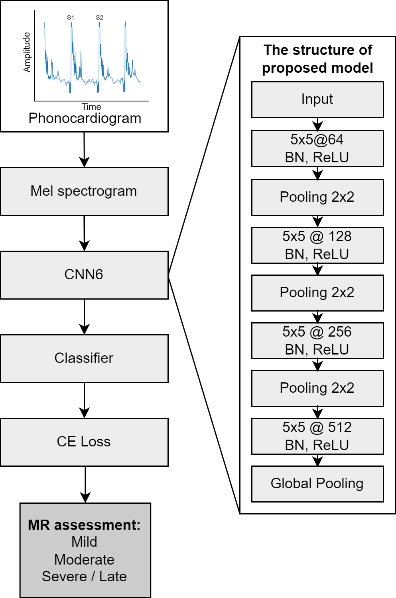 S1
S2
Amplitude
Time
Phonocardiogram
Mel spectrogram
CNN6
Classifier
CE Loss
MR assessment:
Mild
Moderate
Severe / Late
The structure of
proposed model
Input
5x5@64
BN, ReLU
Pooling 2x2
5x5 @ 128
BN, ReLU
Pooling 2x2
5x5 @ 256
BN, ReLU
Pooling 2x2
5x5 @ 512
BN, ReLU
Global Pooling